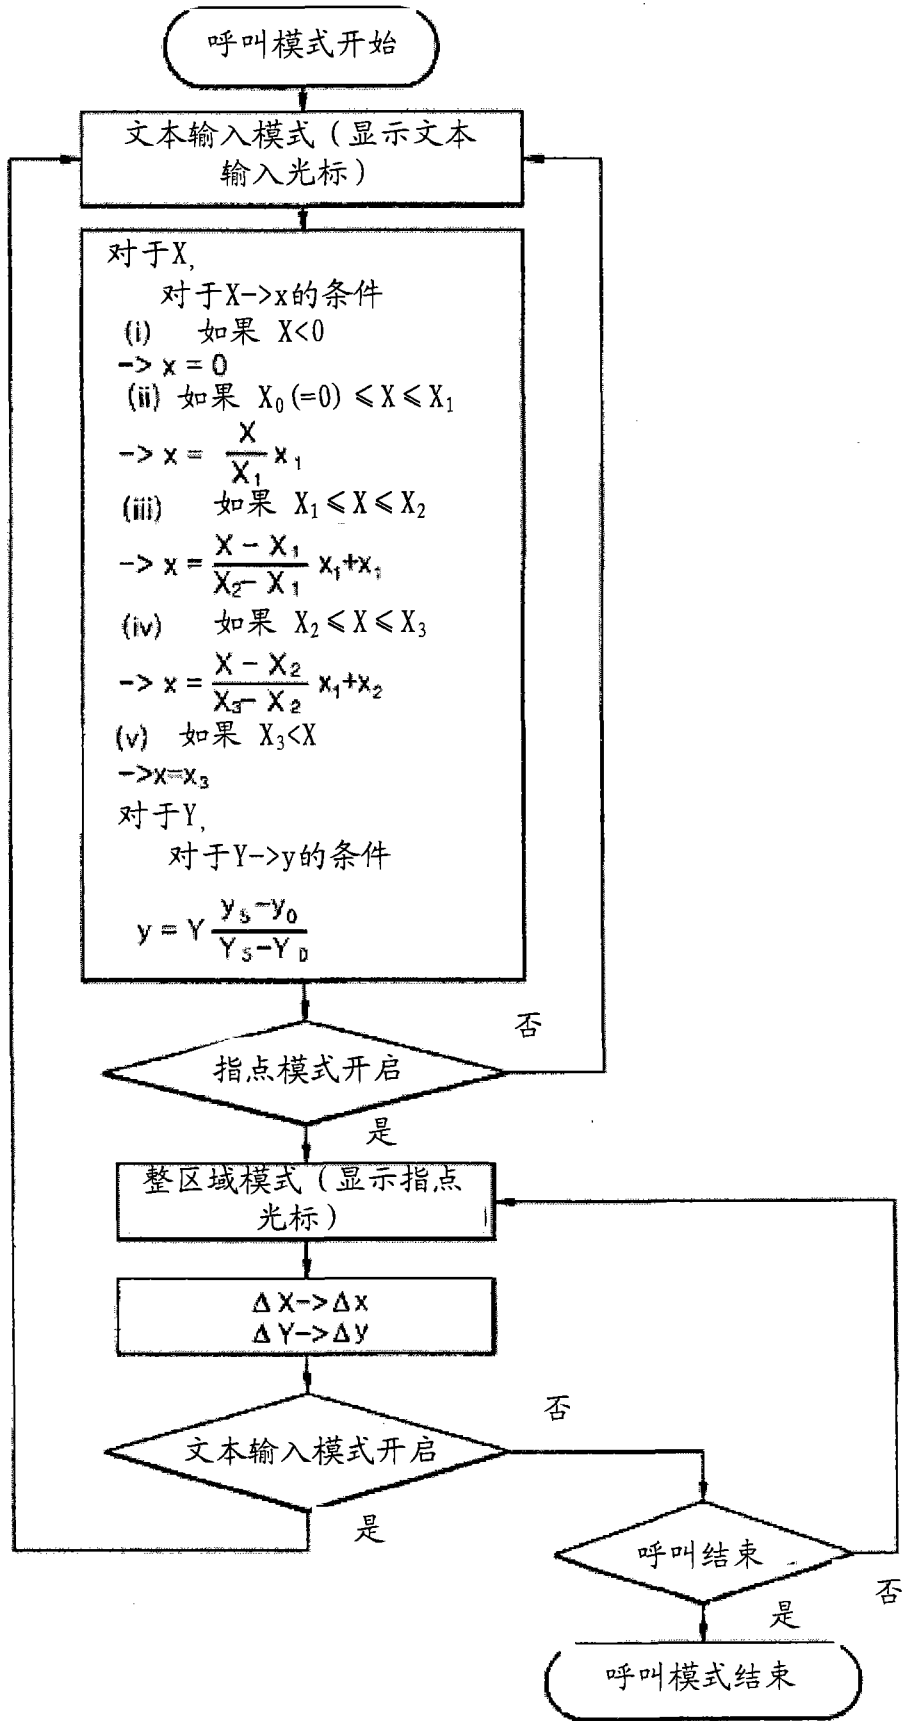 呼叫模式开始
文本输入模式（显示文本
输入光标）
对于X,
对于X->x的条件
(i) 如果 X<0
-> x = 0
(ii) 如果 X₀(=0) ⩽ X ⩽ X₁
-> x = X/X₁ x₁
(iii) 如果 X₁ ⩽ X ⩽ X₂
-> x = (X - X₁)/(X₂- X₁) x₁+x₁
(iv) 如果 X₂ ⩽ X ⩽ X₃
-> x = (X - X₂)/(X₃- X₂) x₁+x₂
(v) 如果 X₃<X
->x=x₃
对于Y,
对于Y->y的条件
y = Y (y₅-y₀)/(Y₅-Y_D)
否
指点模式开启
是
整区域模式（显示指点
光标）
Δ X->Δx
Δ Y->Δy
否
文本输入模式开启
是
呼叫结束
否
是
呼叫模式结束